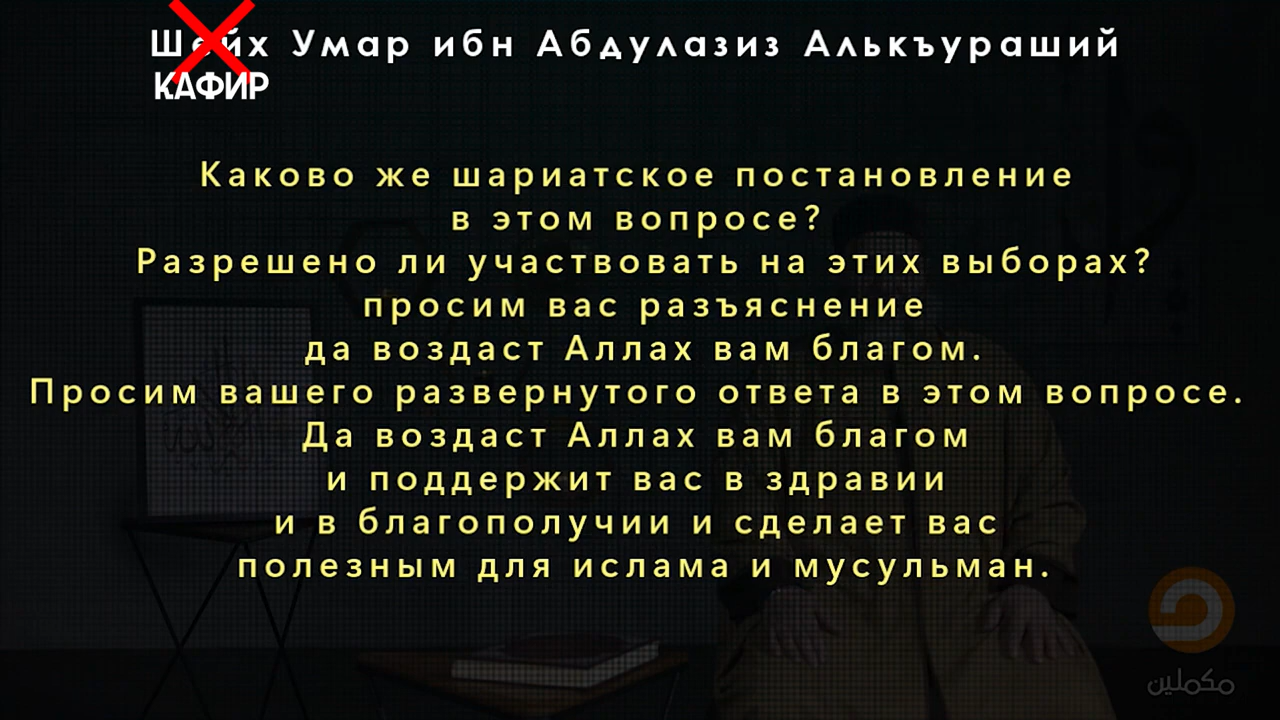 Шейх Умар ибн Абдулазиз Алькъураший
КАФИР
Каково же шариатское постановление
в этом вопросе?
Разрешено ли участвовать на этих выборах?
просим вас разъяснение
да воздаст Аллах вам благом.
Просим вашего развернутого ответа в этом вопросе.
Да воздаст Аллах вам благом
и поддержит вас в здравии
и в благополучии и сделает вас
полезным для ислама и мусульман.
مكملين